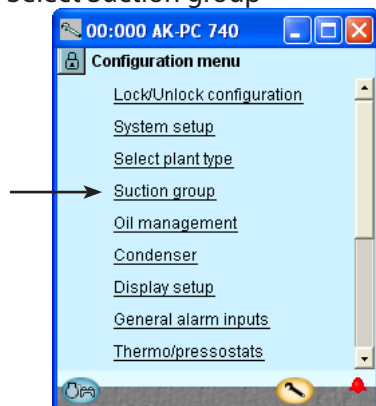 Select Suction group
00:000 AK-PC 740
Configuration menu
Lock/Unlock configuration
System setup
Select plant type
Suction group
Oil management
Condenser
Display setup
General alarm inputs
Thermo/pressostats